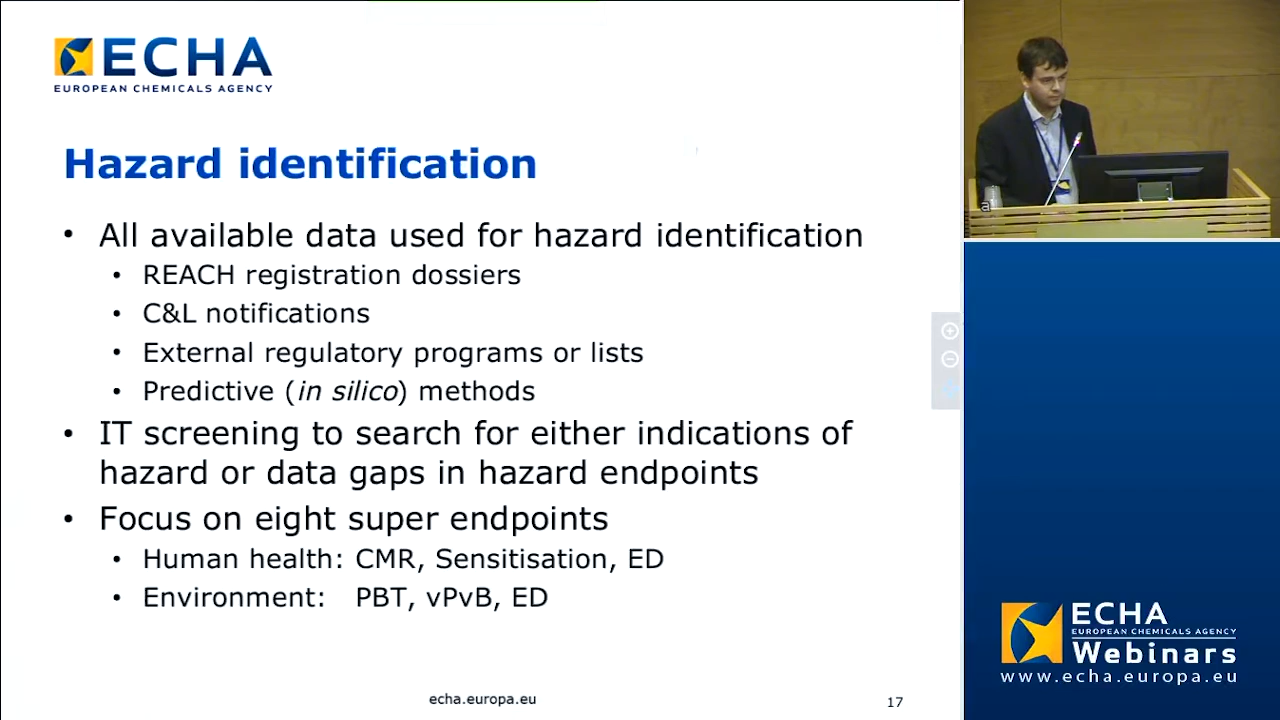 ECHA
EUROPEAN CHEMICALS AGENCY
Hazard identification
• All available data used for hazard identification
• REACH registration dossiers
• C&L notifications
• External regulatory programs or lists
• Predictive (in silico) methods
• IT screening to search for either indications of
hazard or data gaps in hazard endpoints
• Focus on eight super endpoints
• Human health: CMR, Sensitisation, ED
• Environment: PBT, vPvB, ED
echa.europa.eu
17
ECHA
EUROPEAN CHEMICALS AGENCY
Webinars
www.echa.europa.eu